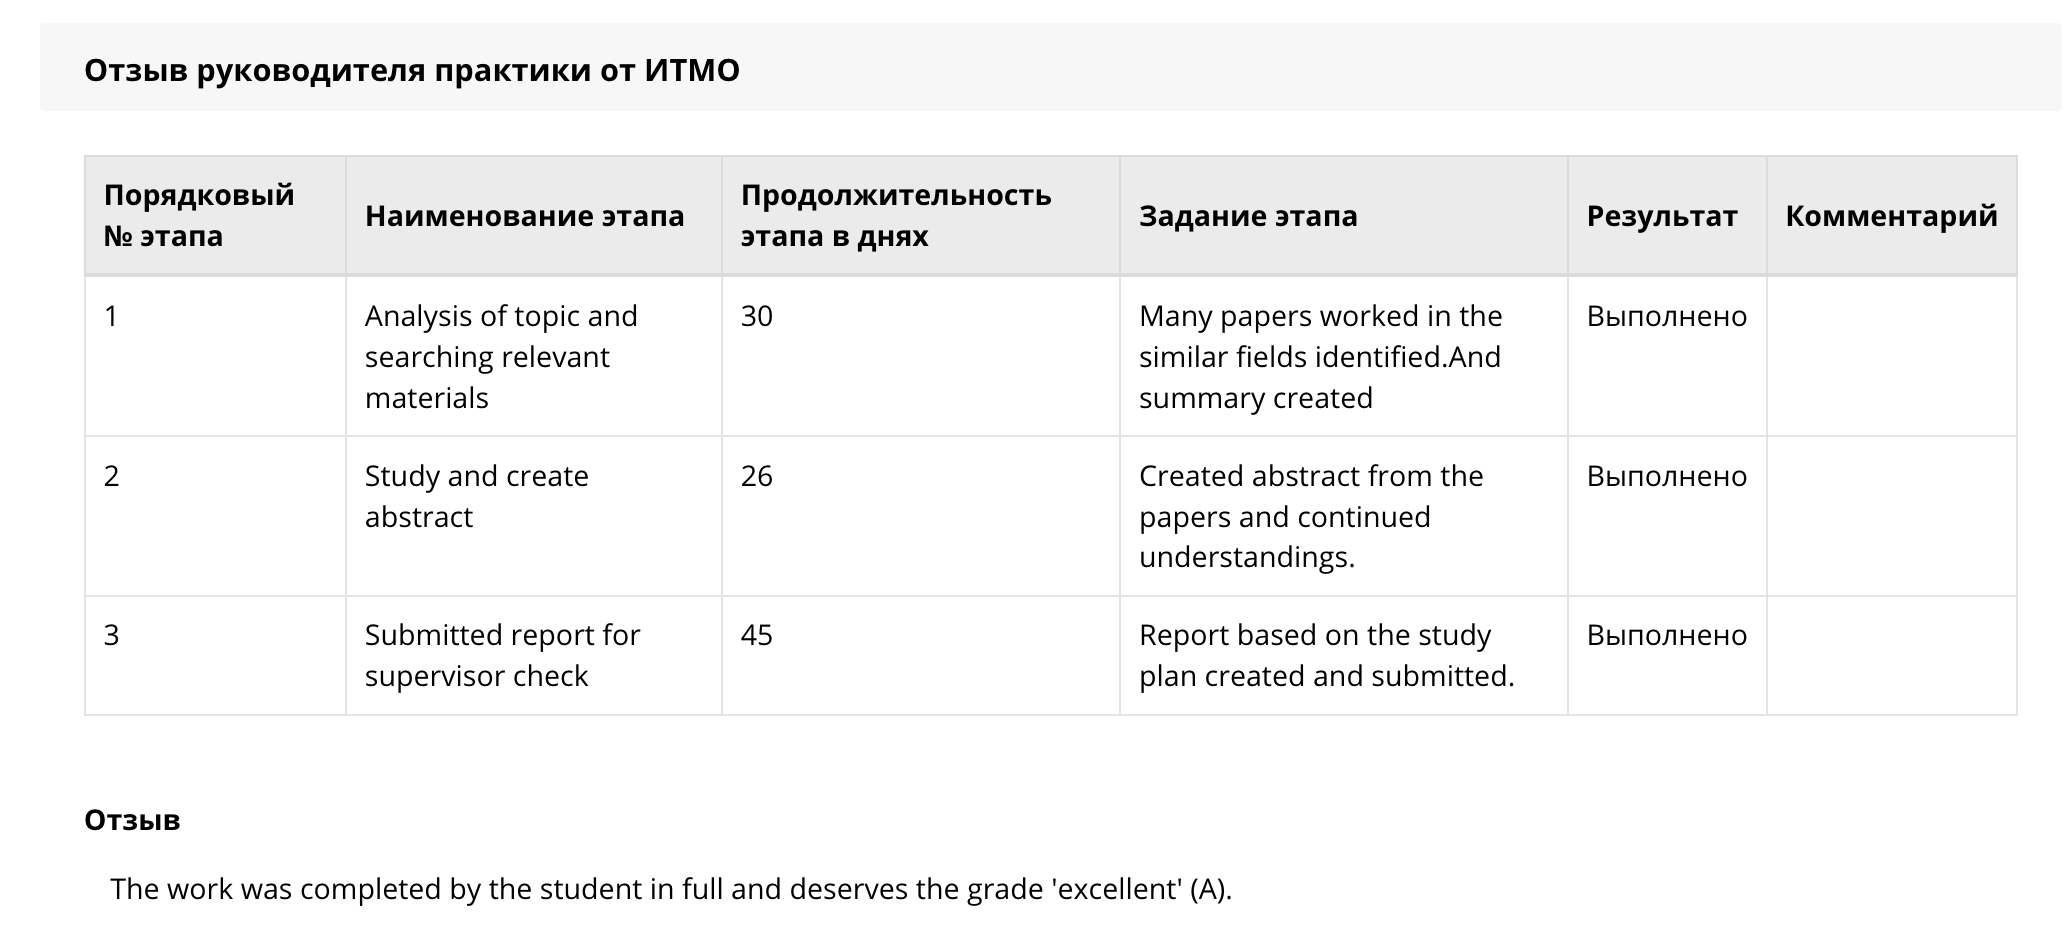 Отзыв руководителя практики от ИТМО
Порядковый
№ этапа
Наименование этапа
Продолжительность
этапа в днях
Задание этапа
Результат
Комментарий
1
Analysis of topic and
searching relevant
materials
30
Many papers worked in the
similar fields identified.And
summary created
Выполнено
2
Study and create
abstract
26
Created abstract from the
papers and continued
understandings.
Выполнено
3
Submitted report for
supervisor check
45
Report based on the study
plan created and submitted.
Выполнено
Отзыв
The work was completed by the student in full and deserves the grade 'excellent' (A).